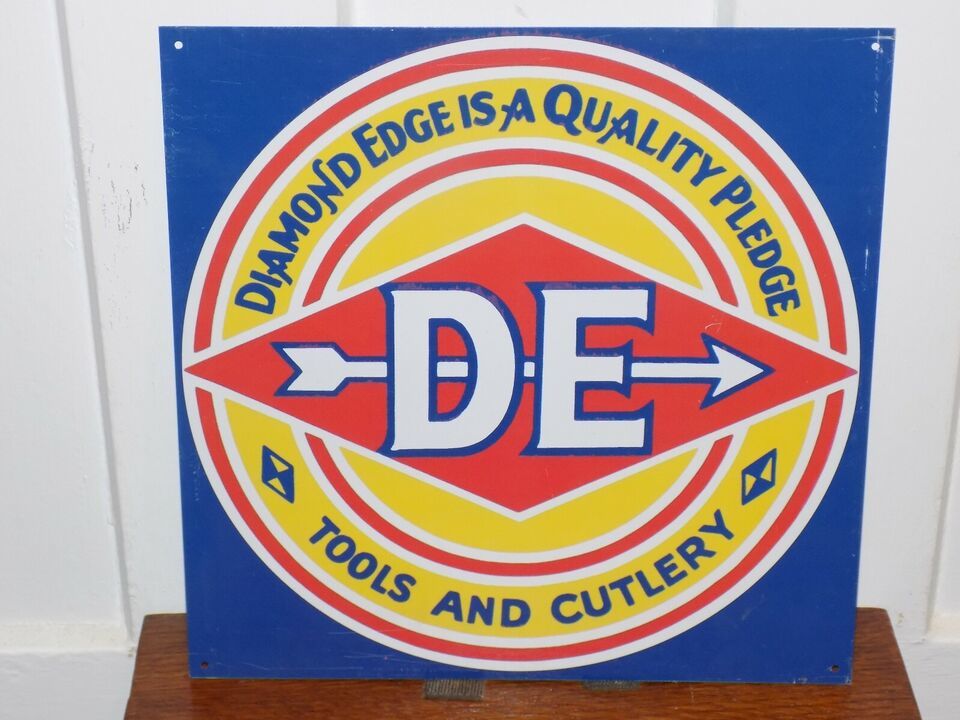 DIAMOND EDGE IS A QUALITY PLEDGE
DE
TOOLS AND CUTLERY